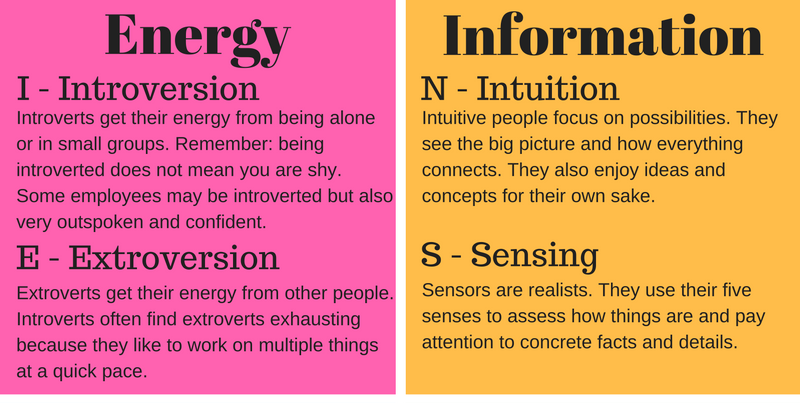 Energy
I - Introversion
Introverts get their energy from being alone
or in small groups. Remember: being
introverted does not mean you are shy.
Some employees may be introverted but also
very outspoken and confident.
E - Extroversion
Extroverts get their energy from other people.
Introverts often find extroverts exhausting
because they like to work on multiple things
at a quick pace.
Information
N - Intuition
Intuitive people focus on possibilities. They
see the big picture and how everything
connects. They also enjoy ideas and
concepts for their own sake.
S - Sensing
Sensors are realists. They use their five
senses to assess how things are and pay
attention to concrete facts and details.